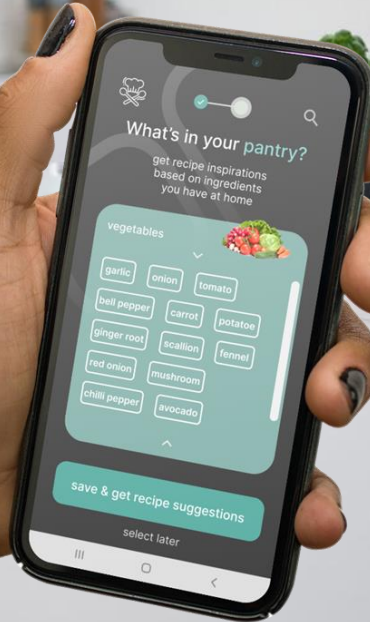 What's in your pantry?
get recipe inspirations
based on ingredients
you have at home
vegetables
garlic
onion
tomato
bell pepper
carrot
potatoe
ginger root
scallion
fennel
red onion
mushroom
chilli pepper
avocado
save & get recipe suggestions
select later